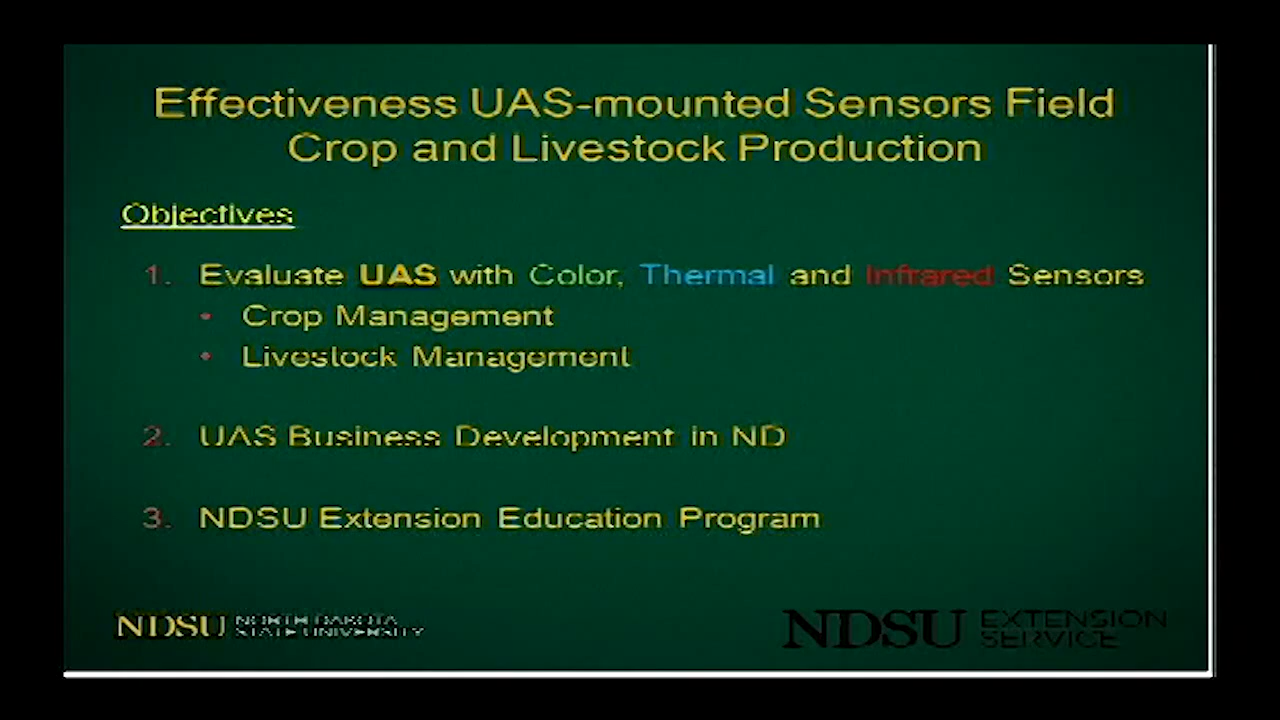 Effectiveness UAS-mounted Sensors Field
Crop and Livestock Production
Objectives
1. Evaluate UAS with Color, Thermal and Infrared Sensors
• Crop Management
• Livestock Management
2. UAS Business Development in ND
3. NDSU Extension Education Program
NDSU NORTH DAKOTA
STATE UNIVERSITY
NDSU EXTENSION
SERVICE